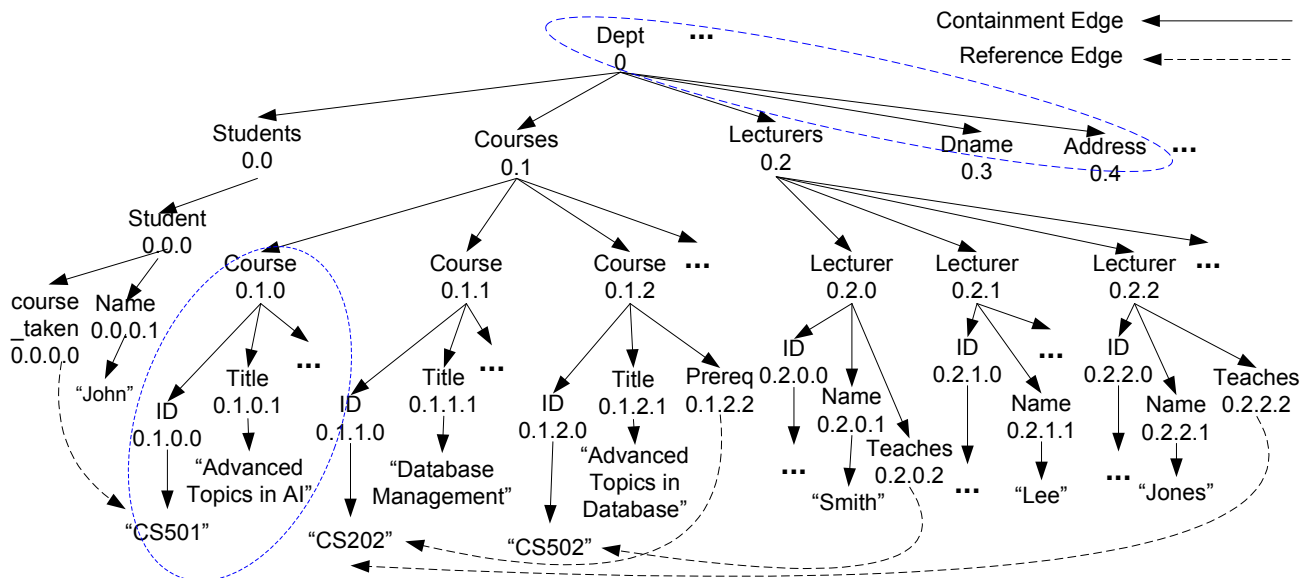 Containment Edge
Dept ...
Reference Edge
0
Students Courses Lecturers Dname Address ...
0.0 0.1 0.2 0.3 0.4
Student
0.0.0
Course Course Course ... Lecturer Lecturer Lecturer ...
0.1.0 0.1.1 0.1.2 0.2.0 0.2.1 0.2.2
course
_taken
0.0.0.0
Name
0.0.0.1
"John"
ID
0.1.0.0
Title
0.1.0.1
...
"Advanced
Topics in AI"
"CS501"
ID
0.1.1.0
Title
0.1.1.1
...
"Database
Management"
"CS202"
ID
0.1.2.0
Title
0.1.2.1
Prereq
0.1.2.2
"Advanced
Topics in
Database"
"CS502"
ID
0.2.0.0
...
Name
0.2.0.1
"Smith"
Teaches
0.2.0.2
ID
0.2.1.0
...
...
Name
0.2.1.1
"Lee"
ID
0.2.2.0
...
Name
0.2.2.1
"Jones"
Teaches
0.2.2.2